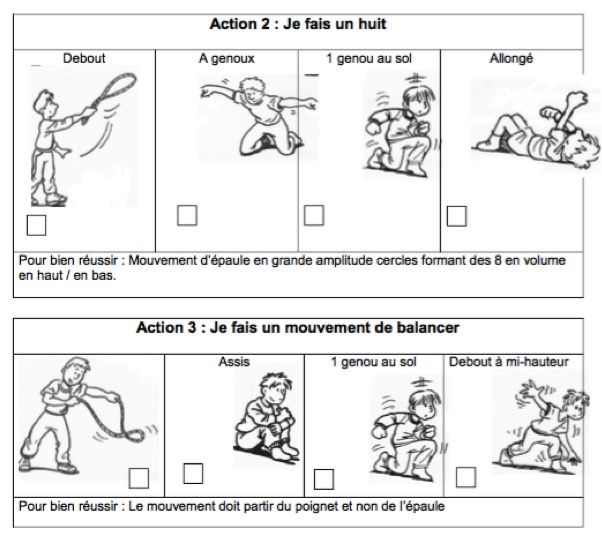 Action 2 : Je fais un huit
Debout
A genoux
1 genou au sol
Allongé
Pour bien réussir : Mouvement d'épaule en grande amplitude cercles formant des 8 en volume
en haut / en bas.
Action 3 : Je fais un mouvement de balancer
Assis
1 genou au sol
Debout à mi-hauteur
Pour bien réussir : Le mouvement doit partir du poignet et non de l'épaule